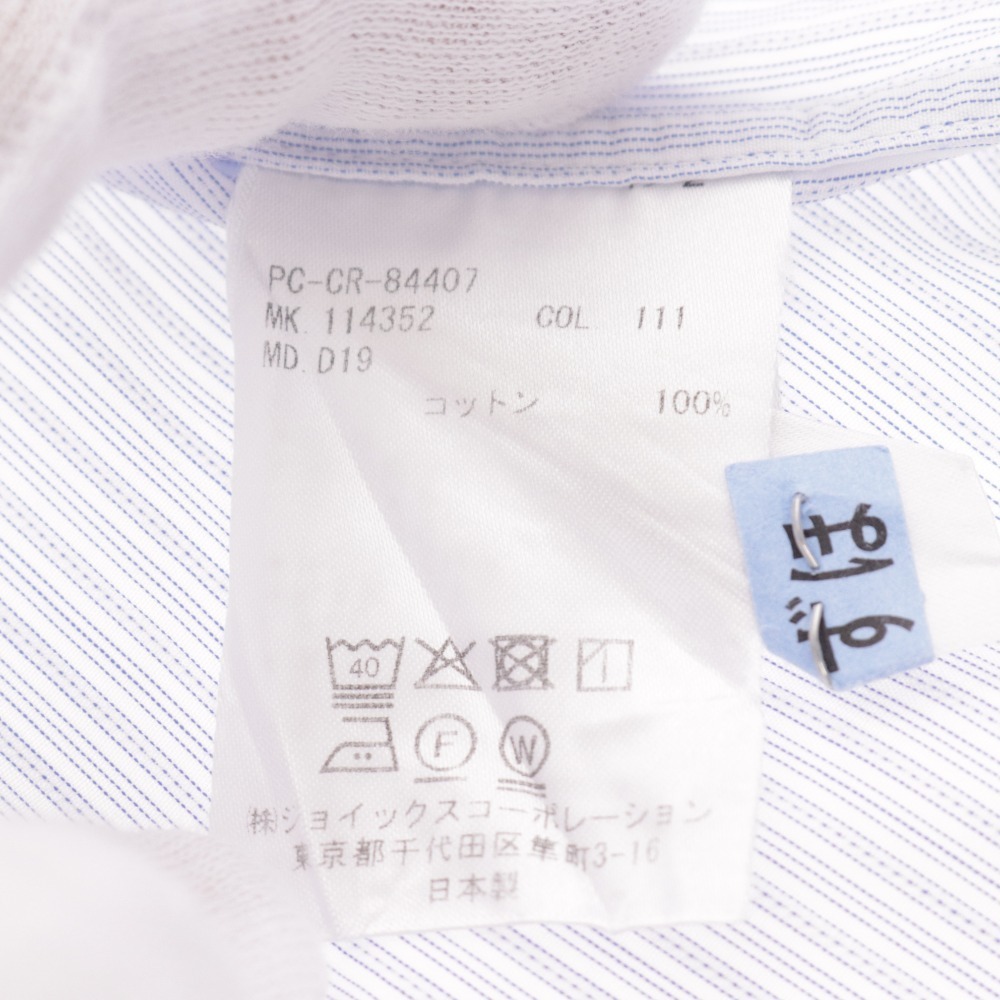 PC-CR-84407
MK. 114352 COL 111
MD. D19
コットン 100%
40
F W
㈱ジョイックスコーポレーション
東京都千代田区隼町3-16
日本製